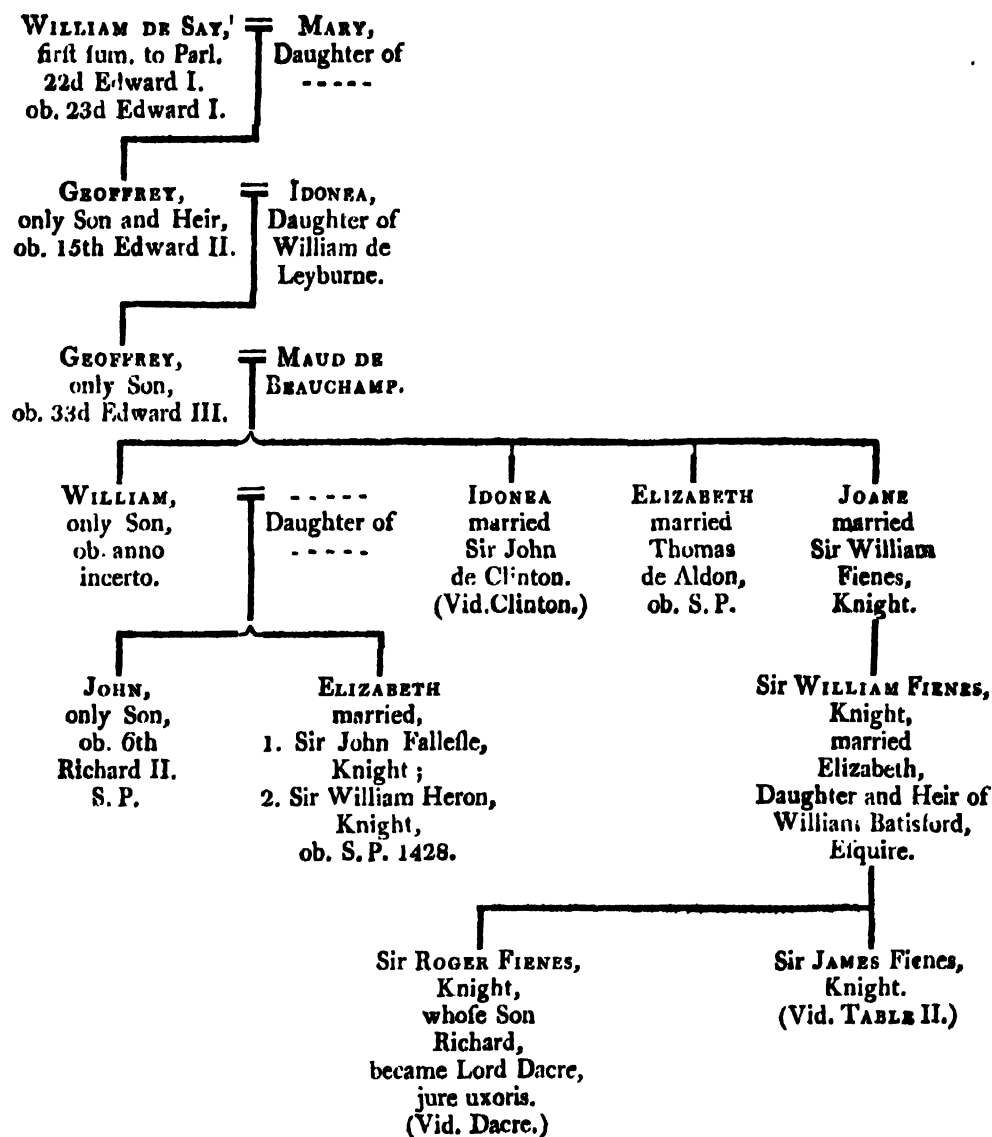 WILLIAM DE SAY,¹
firſt ſum. to Parl.
22d Edward I.
ob. 23d Edward I.
MARY,
Daughter of
- - - - -
GEOFFREY,
only Son and Heir,
ob. 15th Edward II.
IDONEA,
Daughter of
William de
Leyburne.
GEOFFREY,
only Son,
ob. 33d Edward III.
MAUD DE
BEAUCHAMP.
WILLIAM,
only Son,
ob. anno
incerto.
- - - - -
Daughter of
- - - - -
IDONEA
married
Sir John
de Clinton.
(Vid. Clinton.)
ELIZABETH
married
Thomas
de Aldon,
ob. S. P.
JOANE
married
Sir William
Fienes,
Knight.
JOHN,
only Son,
ob. 6th
Richard II.
S. P.
ELIZABETH
married,
1. Sir John Falleſle,
Knight ;
2. Sir William Heron,
Knight,
ob. S. P. 1428.
Sir WILLIAM FIENES,
Knight,
married
Elizabeth,
Daughter and Heir of
William Batisford,
Eſquire.
Sir ROGER FIENES,
Knight,
whoſe Son
Richard,
became Lord Dacre,
jure uxoris.
(Vid. Dacre.)
Sir JAMES Fienes,
Knight.
(Vid. TABLE II.)